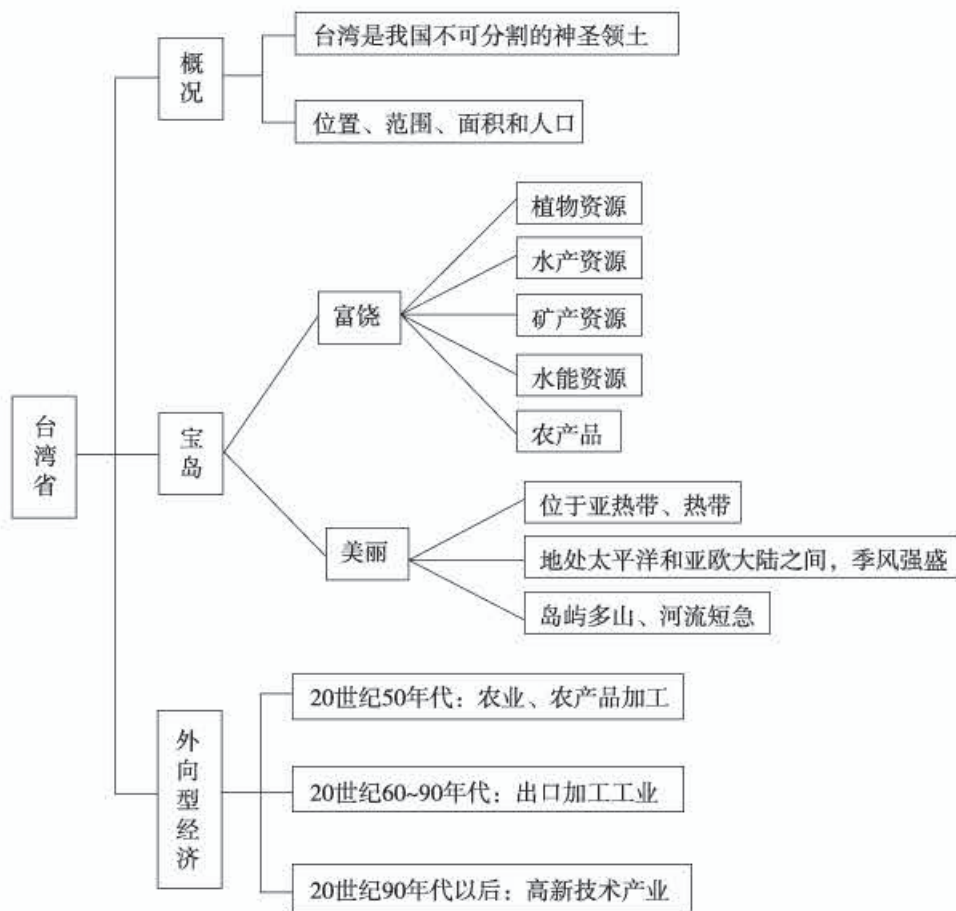 台湾省
概况
台湾是我国不可分割的神圣领土
位置、范围、面积和人口
宝岛
富饶
植物资源
水产资源
矿产资源
水能资源
农产品
美丽
位于亚热带、热带
地处太平洋和亚欧大陆之间，季风强盛
岛屿多山、河流短急
外向型经济
20世纪50年代：农业、农产品加工
20世纪60~90年代：出口加工工业
20世纪90年代以后：高新技术产业